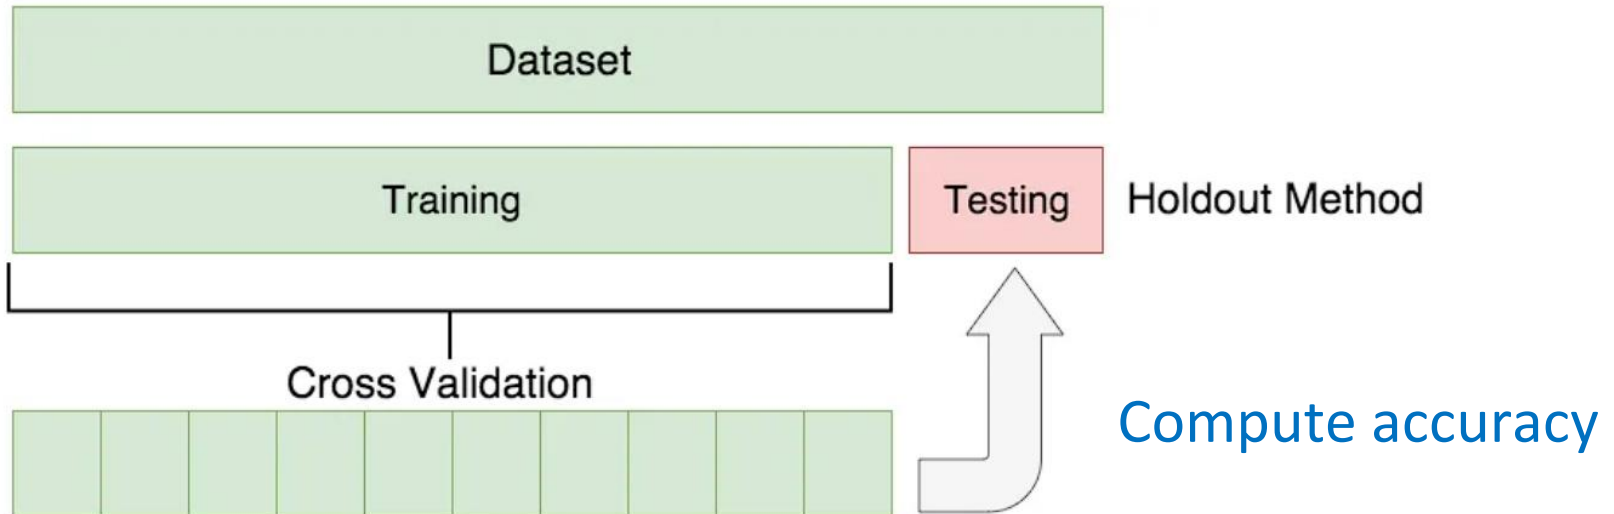 Dataset
Training
Testing
Holdout Method
Cross Validation
Compute accuracy